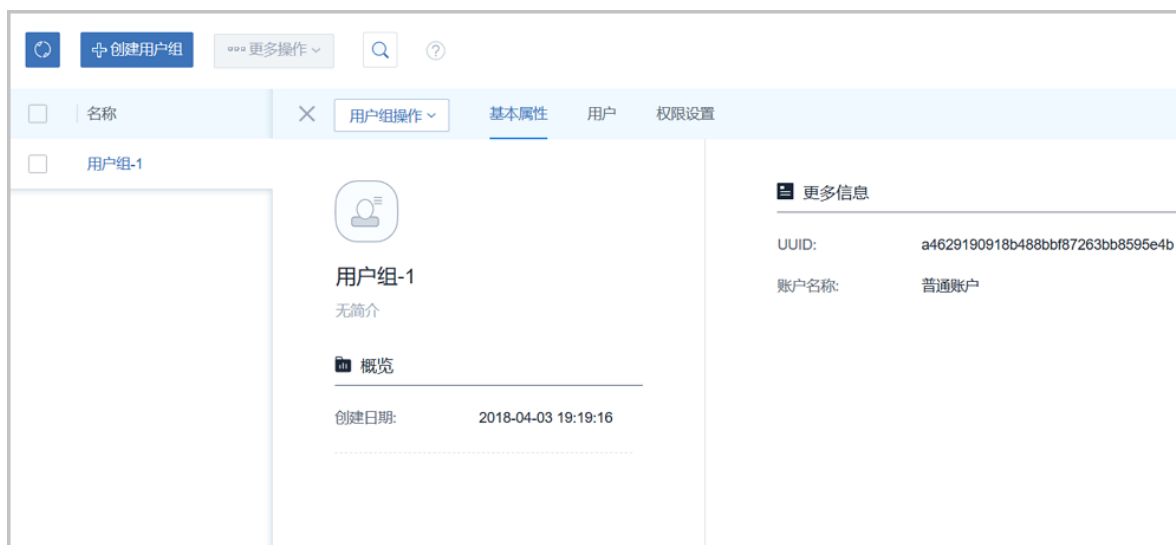 创建用户组 更多操作
名称 用户组操作 基本属性 用户 权限设置
用户组-1
更多信息
UUID: a4629190918b488bbf87263bb8595e4b
账户名称: 普通账户
用户组-1
无简介
概览
创建日期: 2018-04-03 19:19:16